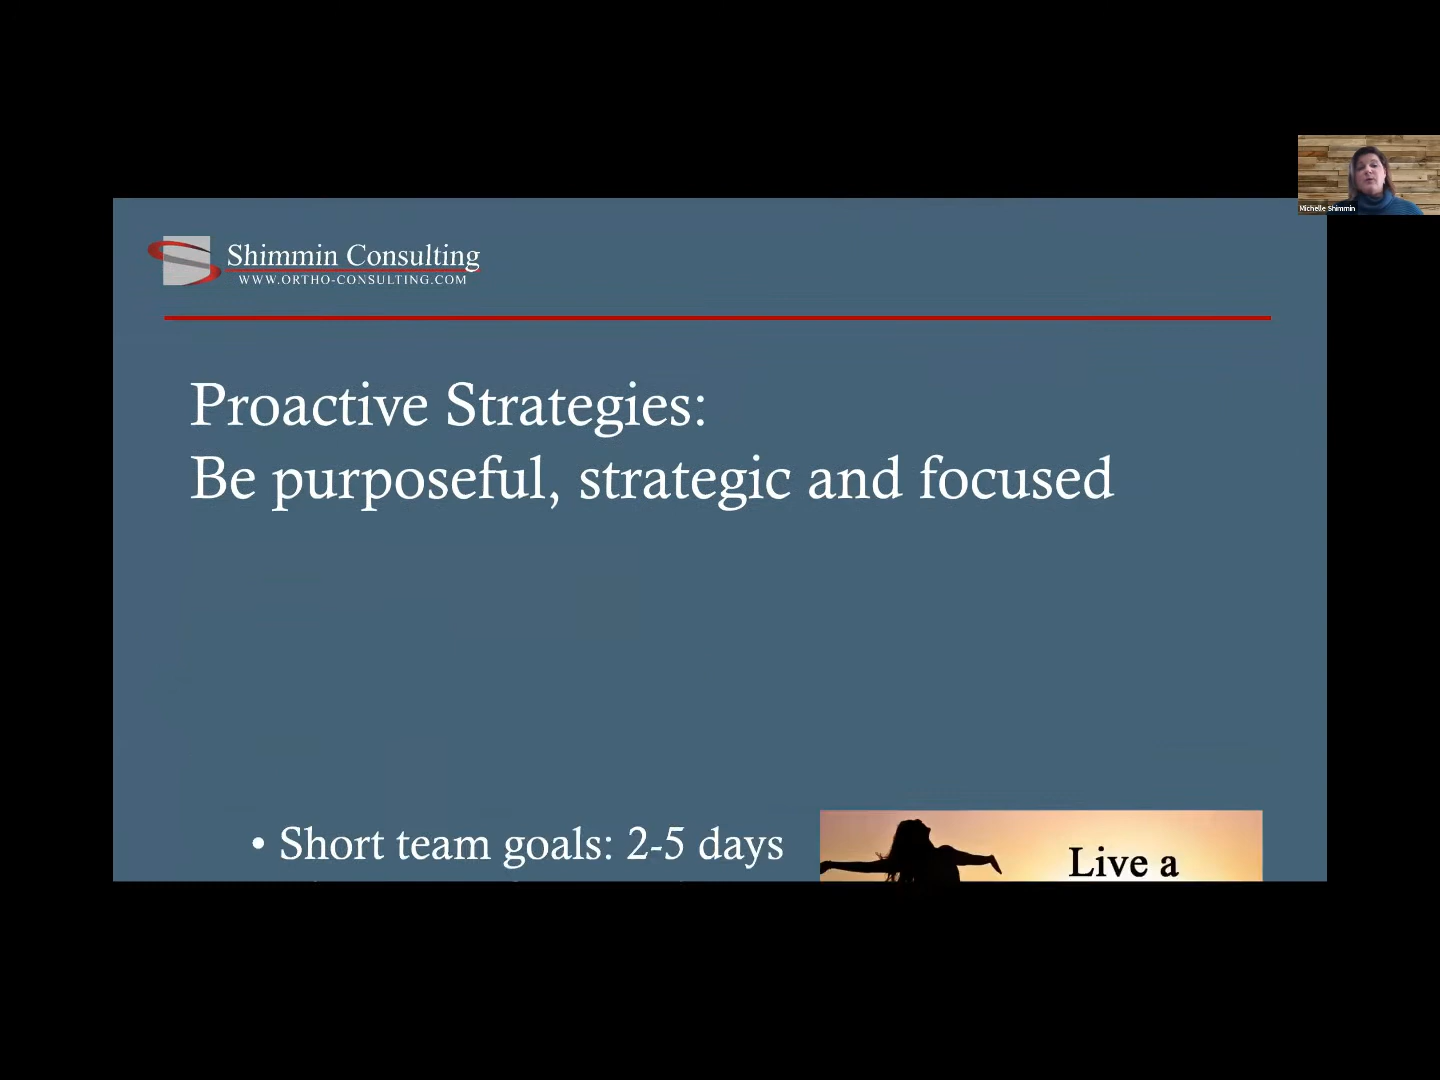 Michelle Shimmin
Shimmin Consulting
WWW.ORTHO-CONSULTING.COM
Proactive Strategies:
Be purposeful, strategic and focused
• Short team goals: 2-5 days
Live a